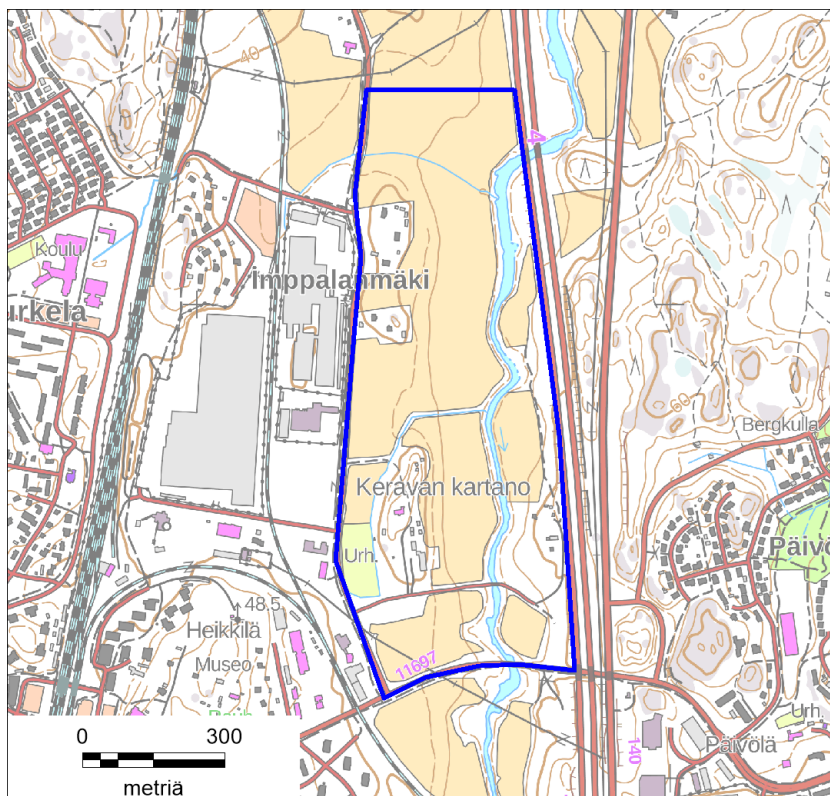 40
4
Koulu
Imppalanmäki
urkela
60
Bergkulla
Keravan kartano
Päivö
Urh.
48.5
Heikkilä
Museo
11697
Urh.
140
Päivölä
0 300
metriä